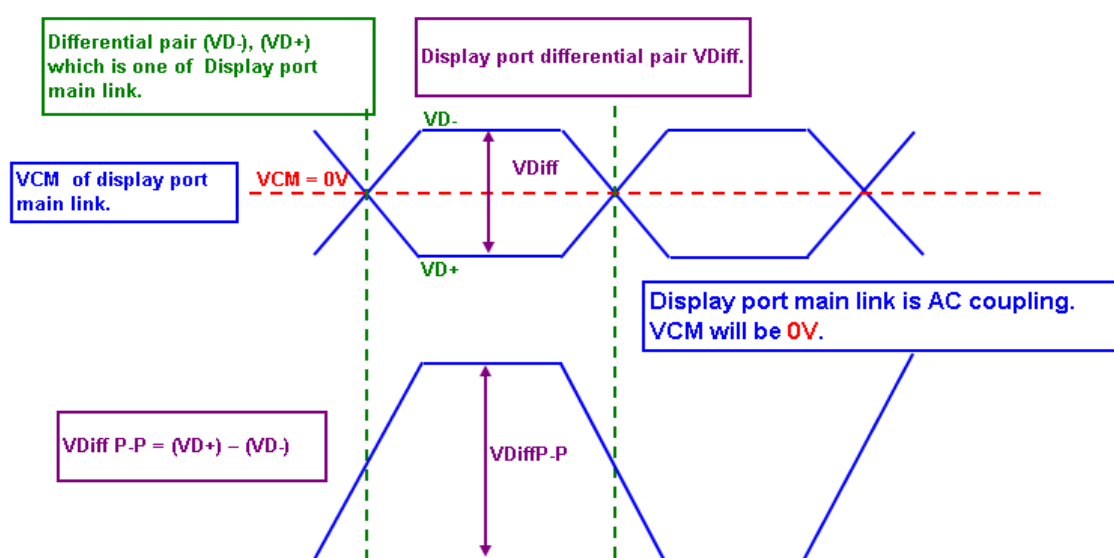 Differential pair (VD-), (VD+)
which is one of Display port
main link.
Display port differential pair VDiff.
VD-
VDiff
VCM of display port
main link.
VCM = 0V
VD+
Display port main link is AC coupling.
VCM will be 0V.
VDiff P-P = (VD+) – (VD-)
VDiffP-P